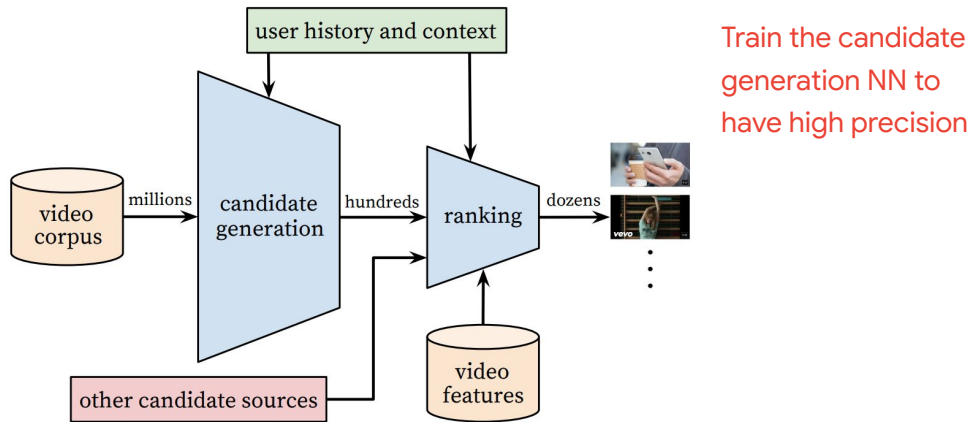 user history and context
Train the candidate
generation NN to
have high precision
video
corpus
millions
candidate
generation
hundreds
ranking
dozens
vevo
other candidate sources
video
features